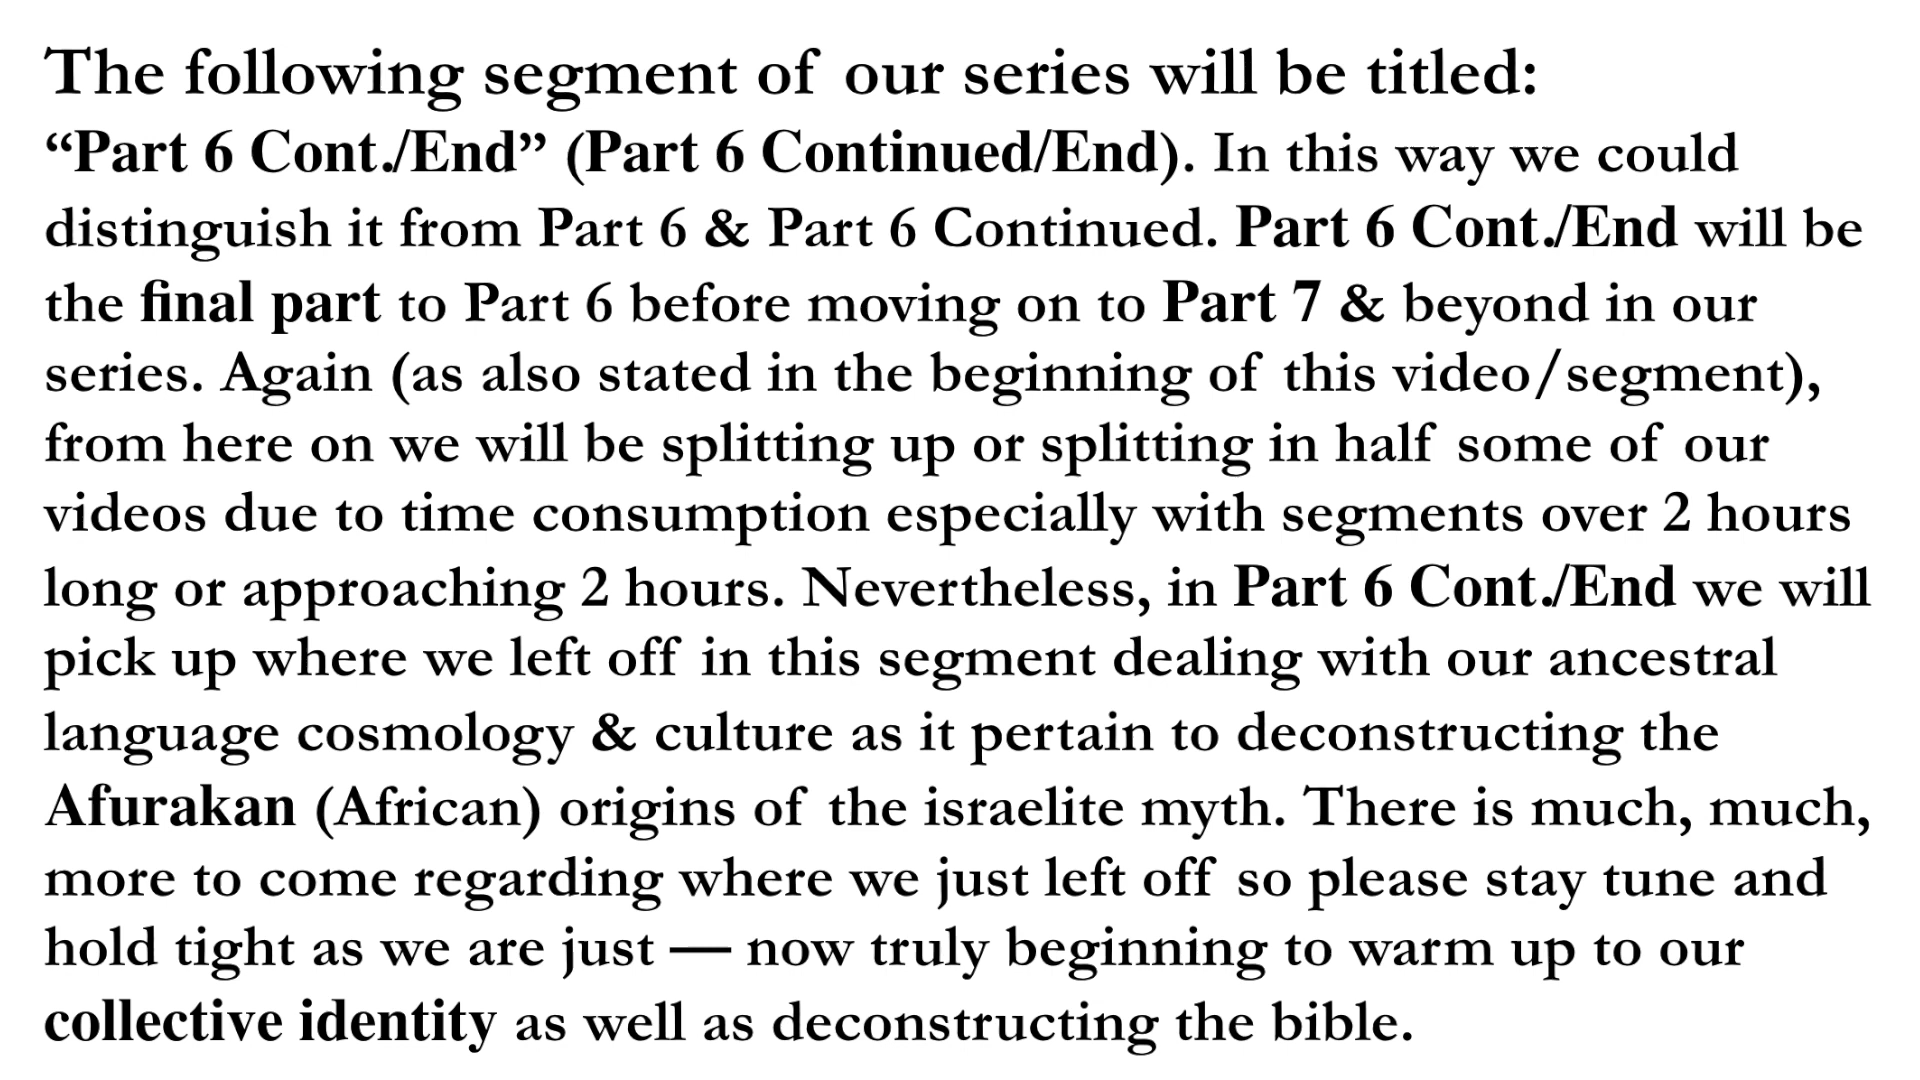 The following segment of our series will be titled:
“Part 6 Cont./End” (Part 6 Continued/End). In this way we could
distinguish it from Part 6 & Part 6 Continued. Part 6 Cont./End will be
the final part to Part 6 before moving on to Part 7 & beyond in our
series. Again (as also stated in the beginning of this video/segment),
from here on we will be splitting up or splitting in half some of our
videos due to time consumption especially with segments over 2 hours
long or approaching 2 hours. Nevertheless, in Part 6 Cont./End we will
pick up where we left off in this segment dealing with our ancestral
language cosmology & culture as it pertain to deconstructing the
Afurakan (African) origins of the israelite myth. There is much, much,
more to come regarding where we just left off so please stay tune and
hold tight as we are just — now truly beginning to warm up to our
collective identity as well as deconstructing the bible.